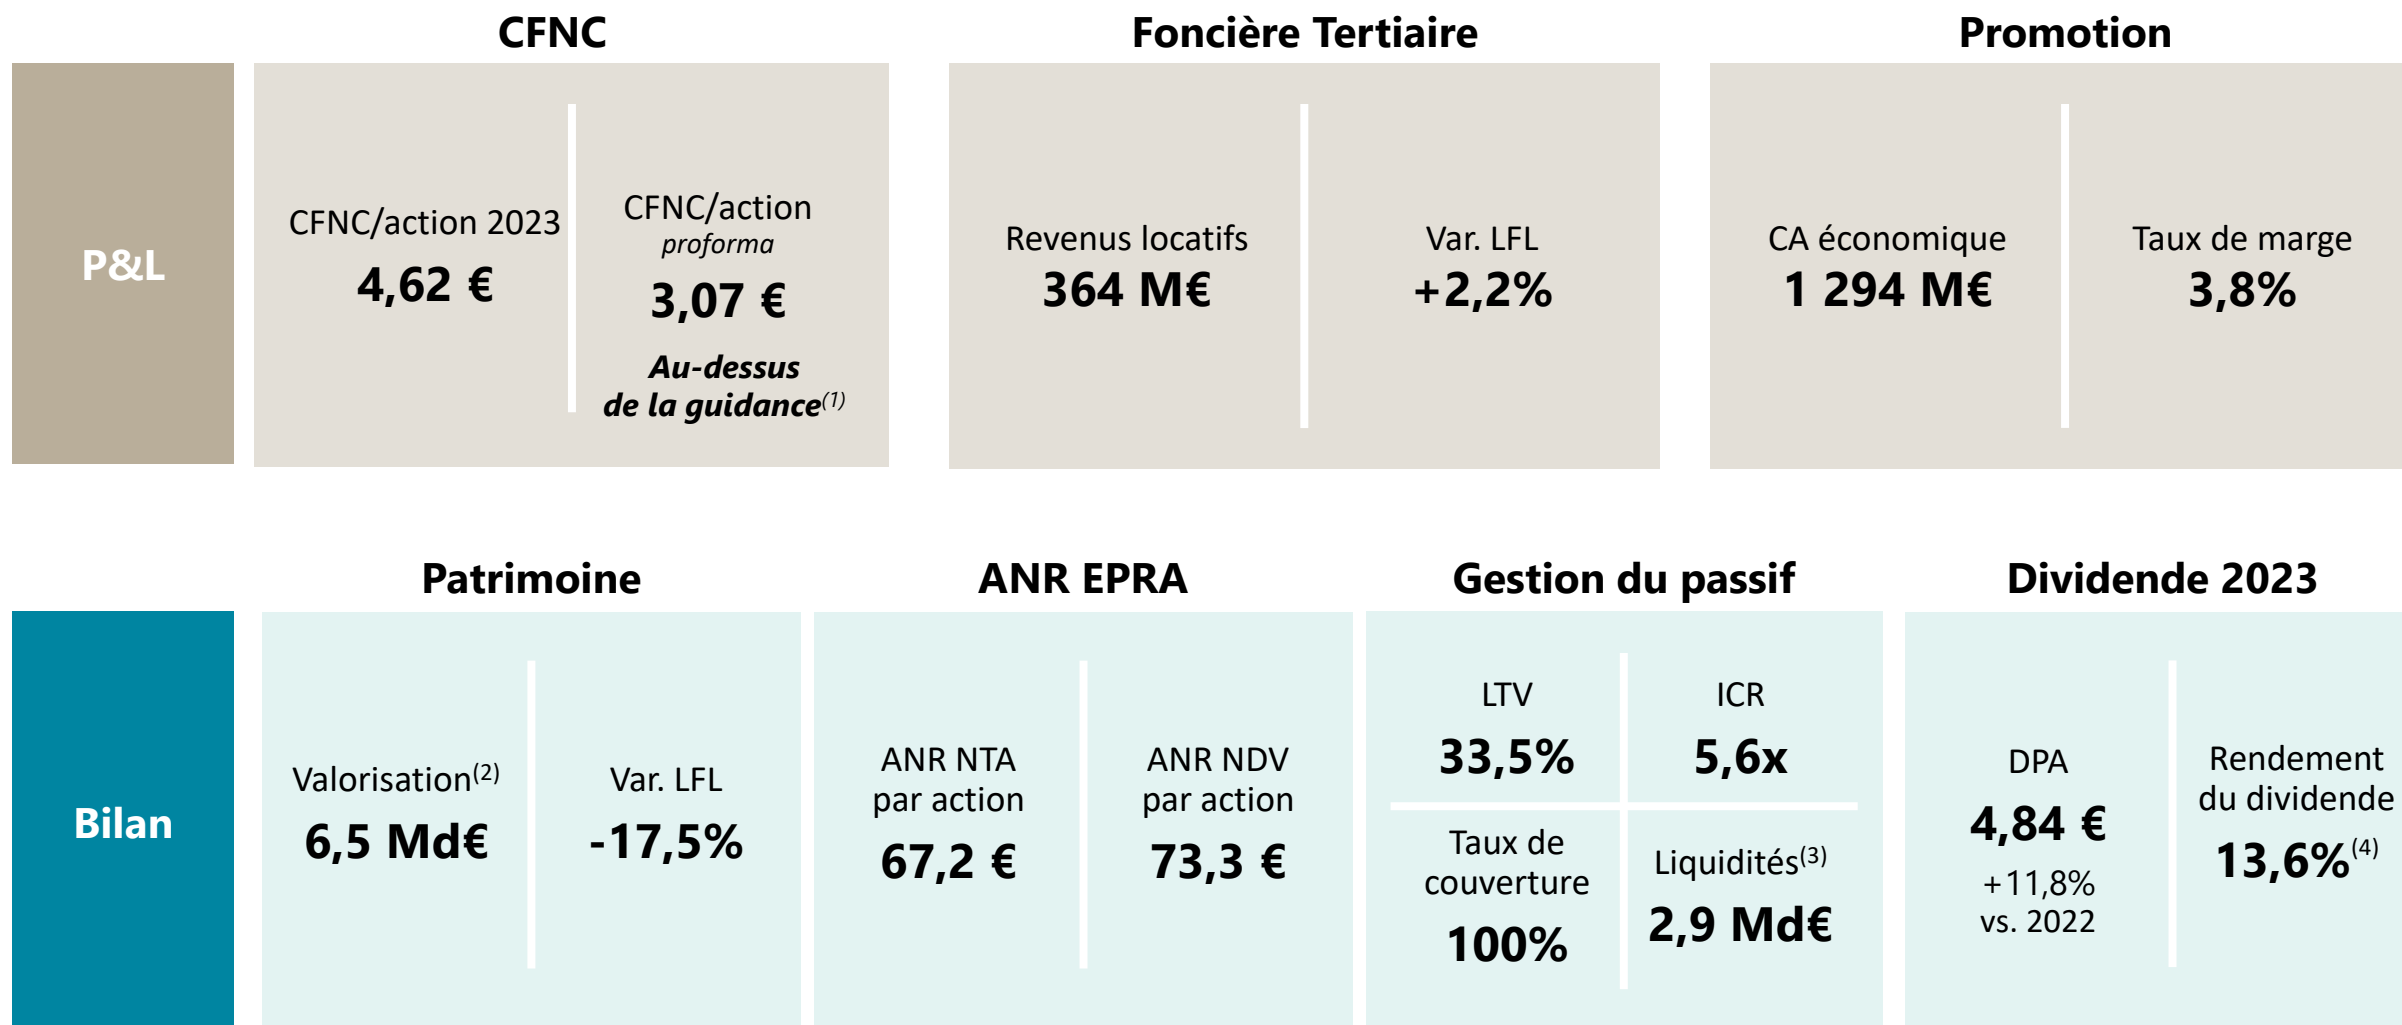 CFNC
Foncière Tertiaire
Promotion
P&L
CFNC/action 2023
4,62 €
CFNC/action
proforma
3,07 €
Au-dessus
de la guidance(1)
Revenus locatifs
364 M€
Var. LFL
+2,2%
CA économique
1 294 M€
Taux de marge
3,8%
Patrimoine
ANR EPRA
Gestion du passif
Dividende 2023
Bilan
Valorisation(2)
6,5 Md€
Var. LFL
-17,5%
ANR NTA
par action
67,2 €
ANR NDV
par action
73,3 €
LTV
33,5%
ICR
5,6x
Taux de
couverture
100%
Liquidités(3)
2,9 Md€
DPA
4,84 €
+11,8%
vs. 2022
Rendement
du dividende
13,6%(4)